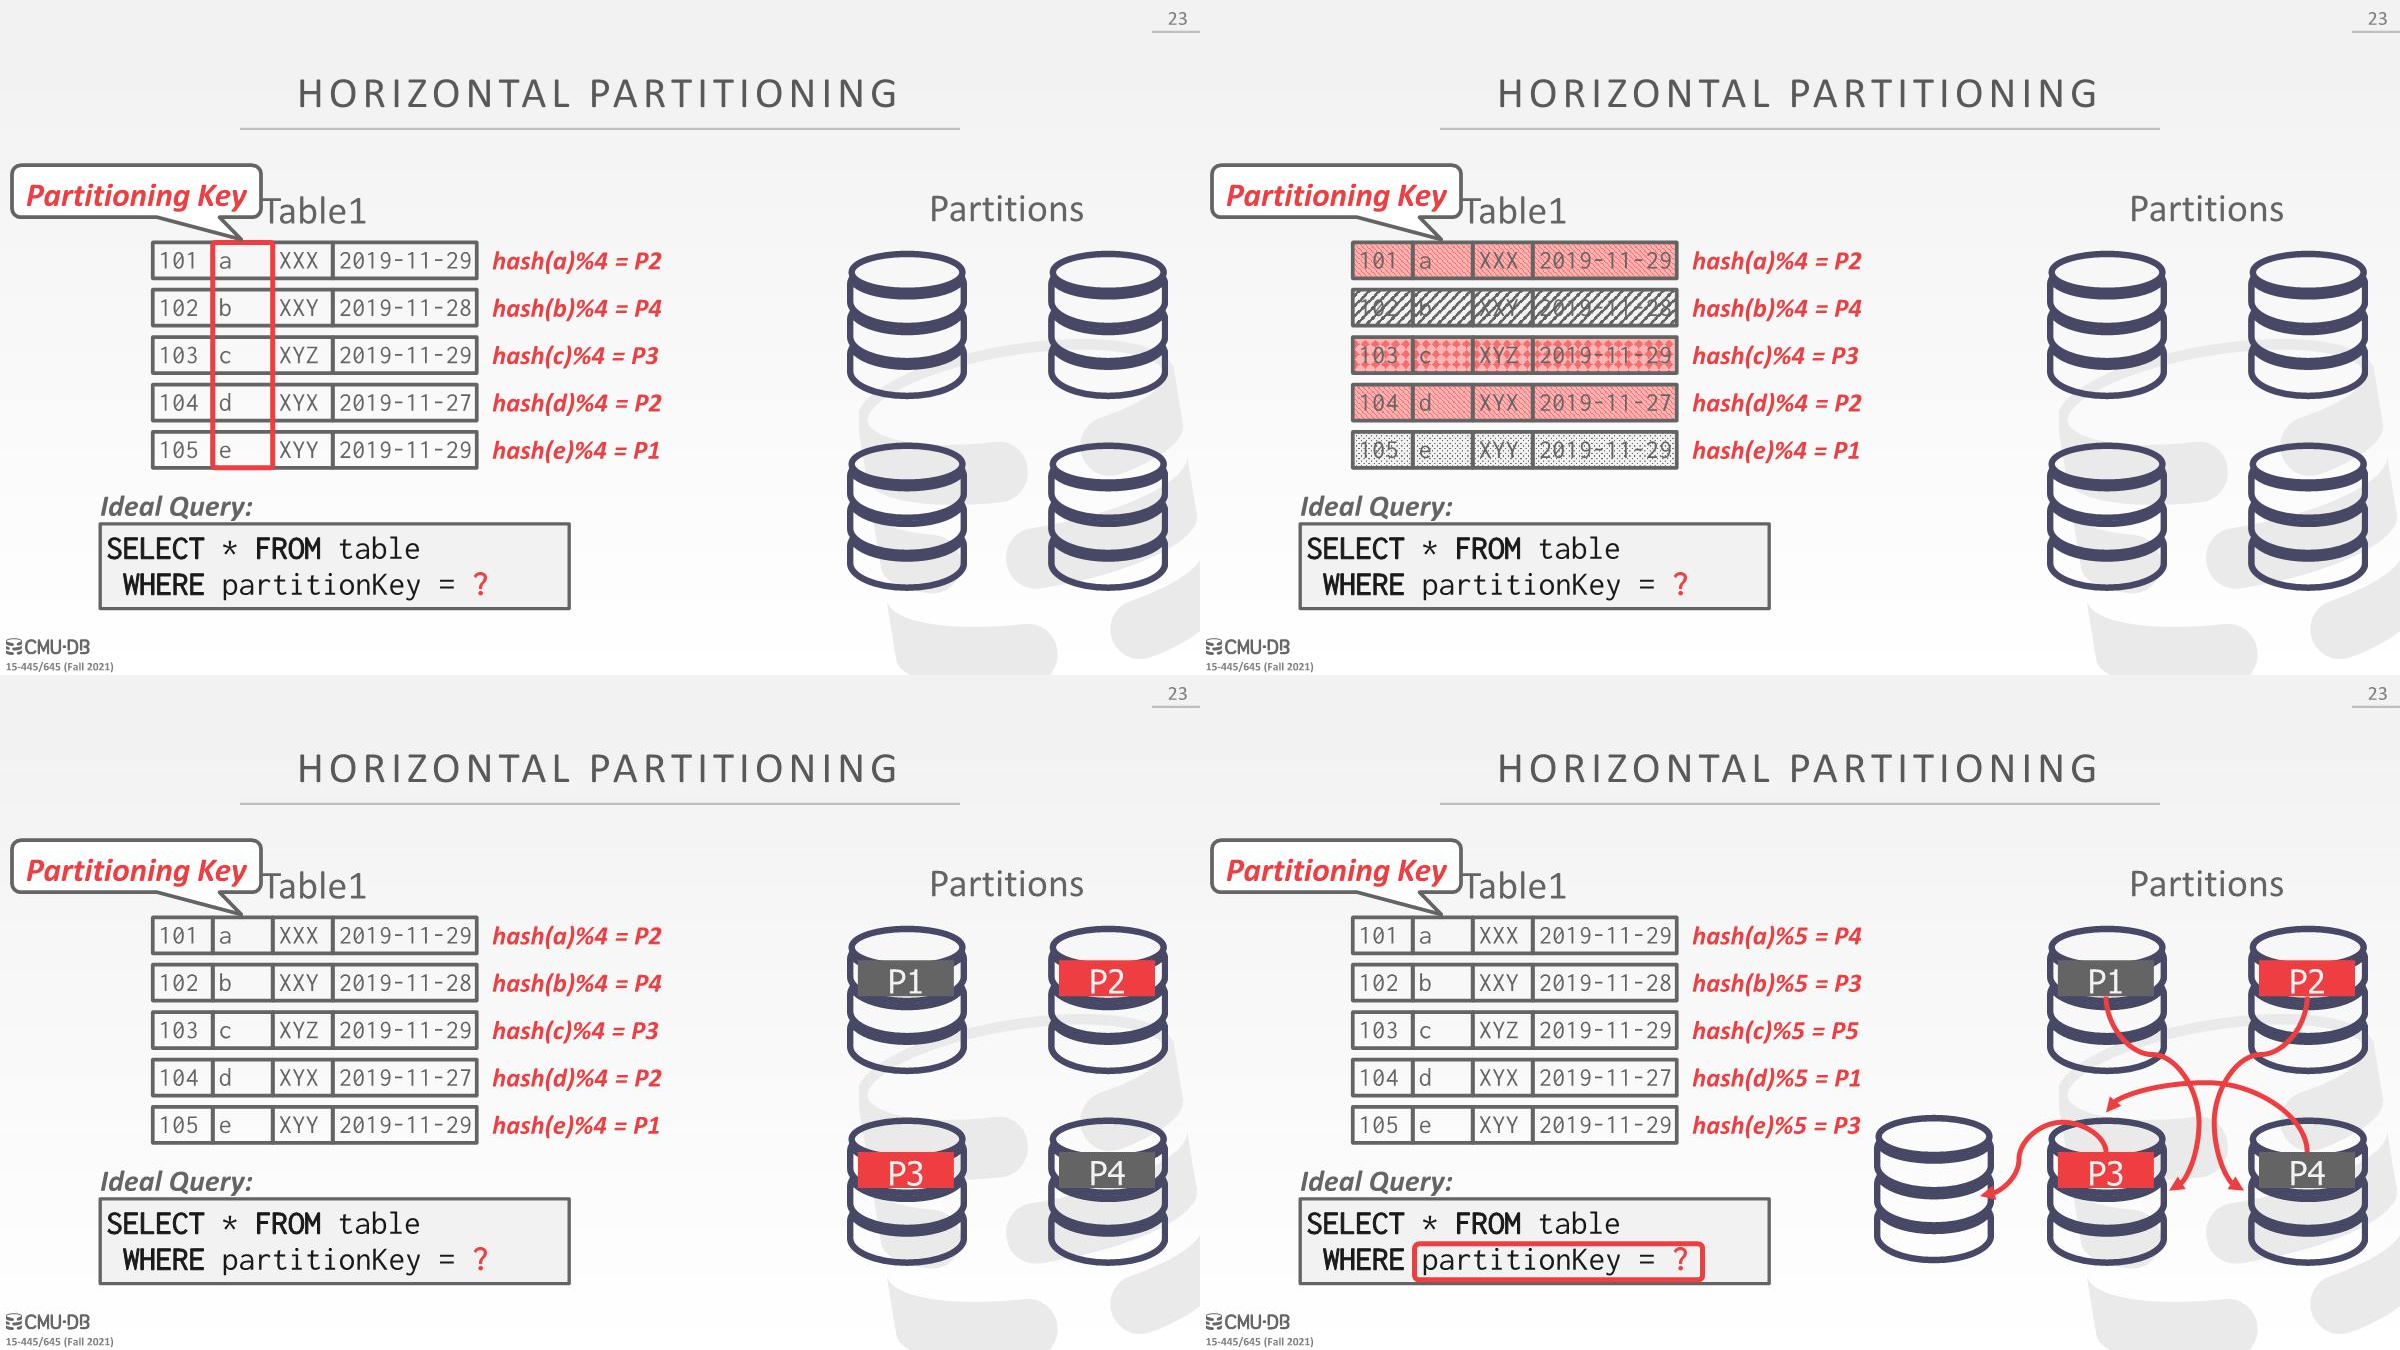 23
HORIZONTAL PARTITIONING
Partitioning Key
Table1
Partitions
101 a XXX 2019-11-29 hash(a)%4 = P2
102 b XXY 2019-11-28 hash(b)%4 = P4
103 c XYZ 2019-11-29 hash(c)%4 = P3
104 d XYX 2019-11-27 hash(d)%4 = P2
105 e XYY 2019-11-29 hash(e)%4 = P1
Ideal Query:
SELECT * FROM table
WHERE partitionKey = ?
CMU·DB
15-445/645 (Fall 2021)
23
HORIZONTAL PARTITIONING
Partitioning Key
Table1
Partitions
101 a XXX 2019-11-29 hash(a)%4 = P2
102 b XXY 2019-11-28 hash(b)%4 = P4
103 c XYZ 2019-11-29 hash(c)%4 = P3
104 d XYX 2019-11-27 hash(d)%4 = P2
105 e XYY 2019-11-29 hash(e)%4 = P1
Ideal Query:
SELECT * FROM table
WHERE partitionKey = ?
CMU·DB
15-445/645 (Fall 2021)
23
HORIZONTAL PARTITIONING
Partitioning Key
Table1
Partitions
101 a XXX 2019-11-29 hash(a)%4 = P2
102 b XXY 2019-11-28 hash(b)%4 = P4
103 c XYZ 2019-11-29 hash(c)%4 = P3
104 d XYX 2019-11-27 hash(d)%4 = P2
105 e XYY 2019-11-29 hash(e)%4 = P1
P1 P2
P3 P4
Ideal Query:
SELECT * FROM table
WHERE partitionKey = ?
CMU·DB
15-445/645 (Fall 2021)
23
HORIZONTAL PARTITIONING
Partitioning Key
Table1
Partitions
101 a XXX 2019-11-29 hash(a)%5 = P4
102 b XXY 2019-11-28 hash(b)%5 = P3
103 c XYZ 2019-11-29 hash(c)%5 = P5
104 d XYX 2019-11-27 hash(d)%5 = P1
105 e XYY 2019-11-29 hash(e)%5 = P3
P1 P2
P3 P4
Ideal Query:
SELECT * FROM table
WHERE partitionKey = ?
CMU·DB
15-445/645 (Fall 2021)